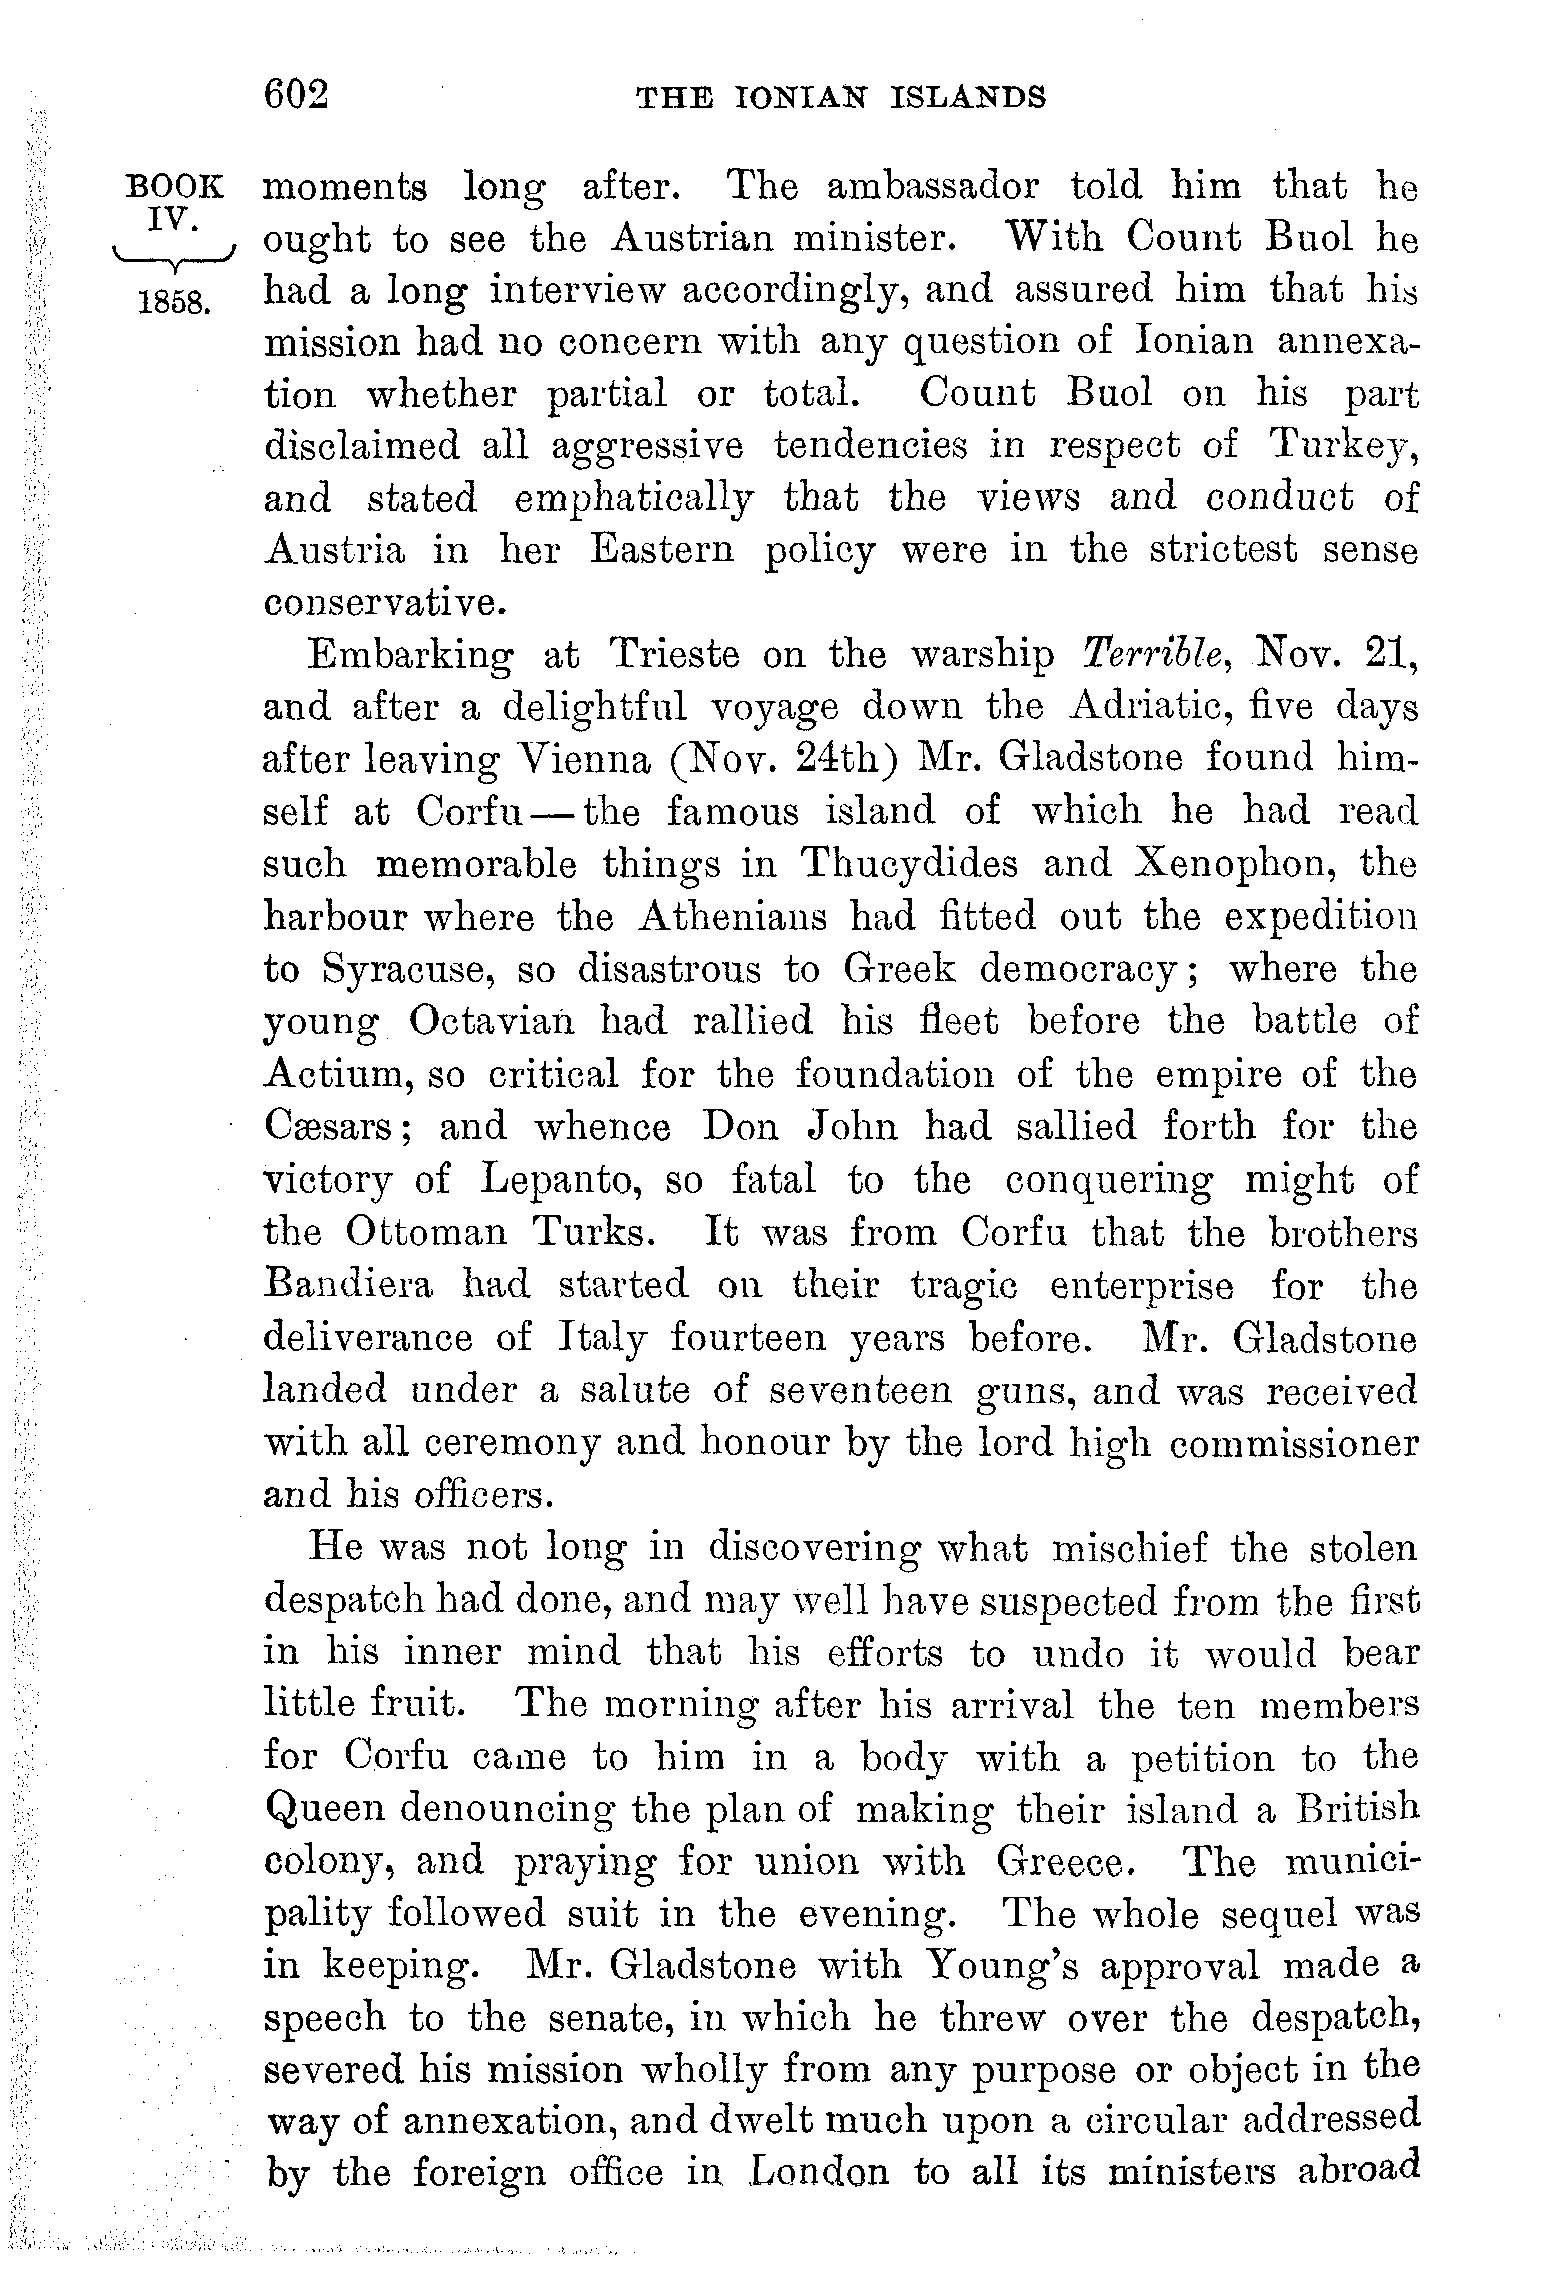 602 THE IONIAN ISLANDS
BOOK
IV.
1858.
moments long after. The ambassador told him that he
ought to see the Austrian minister. With Count Buol he
had a long interview accordingly, and assured him that his
mission had no concern with any question of Ionian annexa-
tion whether partial or total. Count Buol on his part
disclaimed all aggressive tendencies in respect of Turkey,
and stated emphatically that the views and conduct of
Austria in her Eastern policy were in the strictest sense
conservative.
Embarking at Trieste on the warship Terrible, Nov. 21,
and after a delightful voyage down the Adriatic, five days
after leaving Vienna (Nov. 24th) Mr. Gladstone found him-
self at Corfu—the famous island of which he had read
such memorable things in Thucydides and Xenophon, the
harbour where the Athenians had fitted out the expedition
to Syracuse, so disastrous to Greek democracy; where the
young Octavian had rallied his fleet before the battle of
Actium, so critical for the foundation of the empire of the
Cæsars; and whence Don John had sallied forth for the
victory of Lepanto, so fatal to the conquering might of
the Ottoman Turks. It was from Corfu that the brothers
Bandiera had started on their tragic enterprise for the
deliverance of Italy fourteen years before. Mr. Gladstone
landed under a salute of seventeen guns, and was received
with all ceremony and honour by the lord high commissioner
and his officers.
He was not long in discovering what mischief the stolen
despatch had done, and may well have suspected from the first
in his inner mind that his efforts to undo it would bear
little fruit. The morning after his arrival the ten members
for Corfu came to him in a body with a petition to the
Queen denouncing the plan of making their island a British
colony, and praying for union with Greece. The munici-
pality followed suit in the evening. The whole sequel was
in keeping. Mr. Gladstone with Young's approval made a
speech to the senate, in which he threw over the despatch,
severed his mission wholly from any purpose or object in the
way of annexation, and dwelt much upon a circular addressed
by the foreign office in London to all its ministers abroad